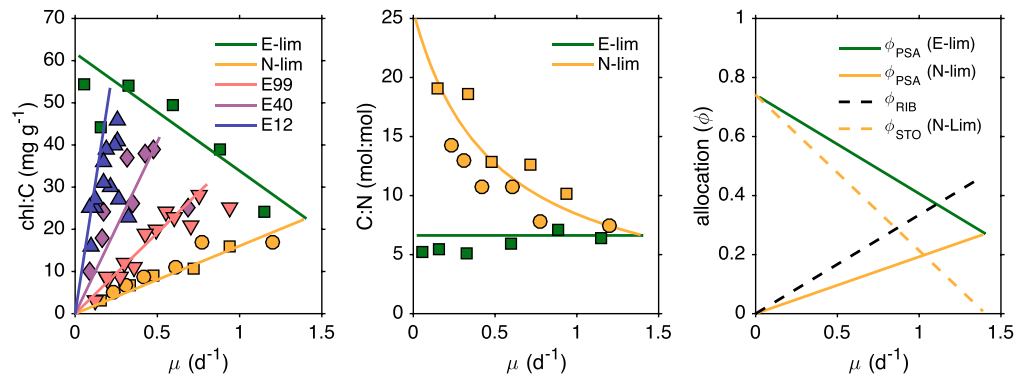 70
60
50
40
30
20
10
0
0
0.5
1
1.5
chl:C (mg g⁻¹)
μ (d⁻¹)
E-lim
N-lim
E99
E40
E12
25
20
15
10
5
0
0
0.5
1
1.5
C:N (mol:mol)
μ (d⁻¹)
E-lim
N-lim
1
0.8
0.6
0.4
0.2
0
0
0.5
1
1.5
allocation (ϕ)
μ (d⁻¹)
ϕPSA (E-lim)
ϕPSA (N-lim)
ϕRIB
ϕSTO (N-Lim)